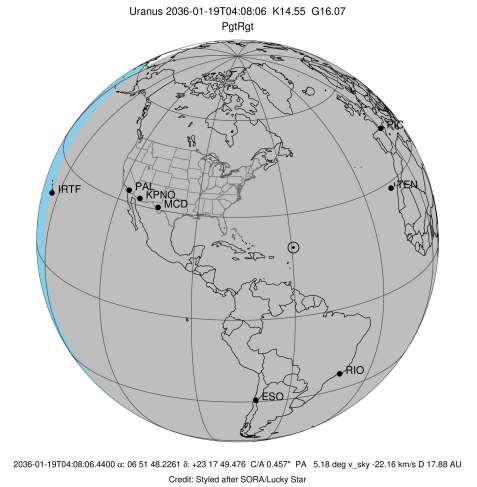 Uranus 2036-01-19T04:08:06 K14.55 G16.07
PgtRgt
PIC
TEN
IRTF
PAL
KPNO
MCD
RIO
ESO
2036-01-19T04:08:06.4400 α: 06 51 48.2261 δ: +23 17 49.476 C/A 0.457" PA 5.18 deg v_sky -22.16 km/s D 17.88 AU
Credit: Styled after SORA/Lucky Star